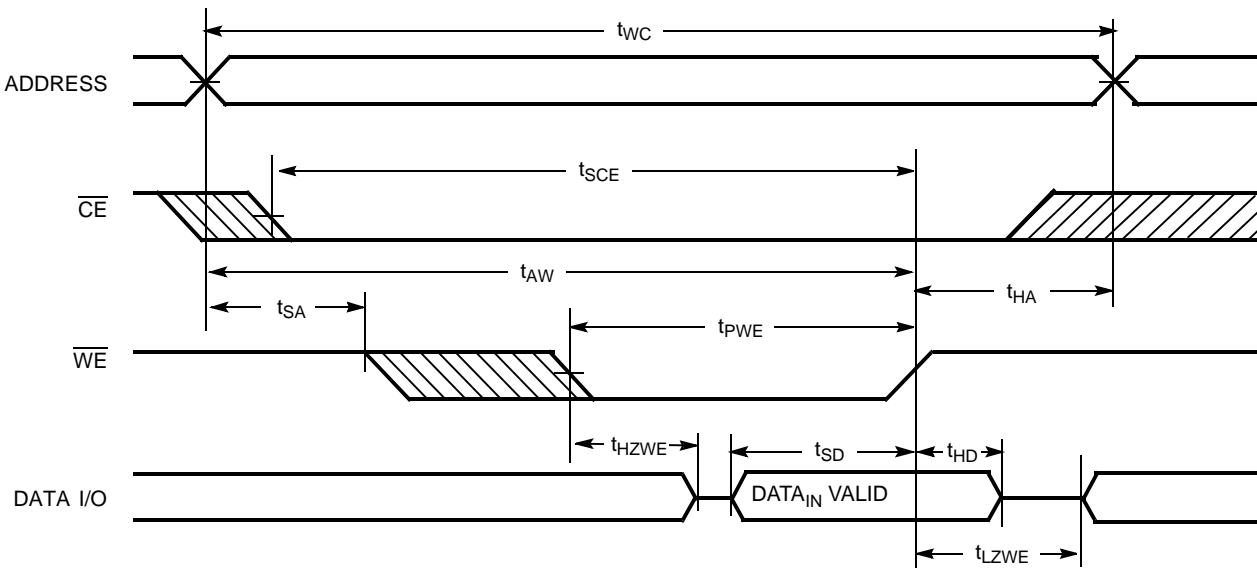 tWC
ADDRESS
tSCE
CE
tAW
tSA
tHA
tPWE
WE
tHZWE
tSD
tHD
DATA I/O
DATAIN VALID
tLZWE